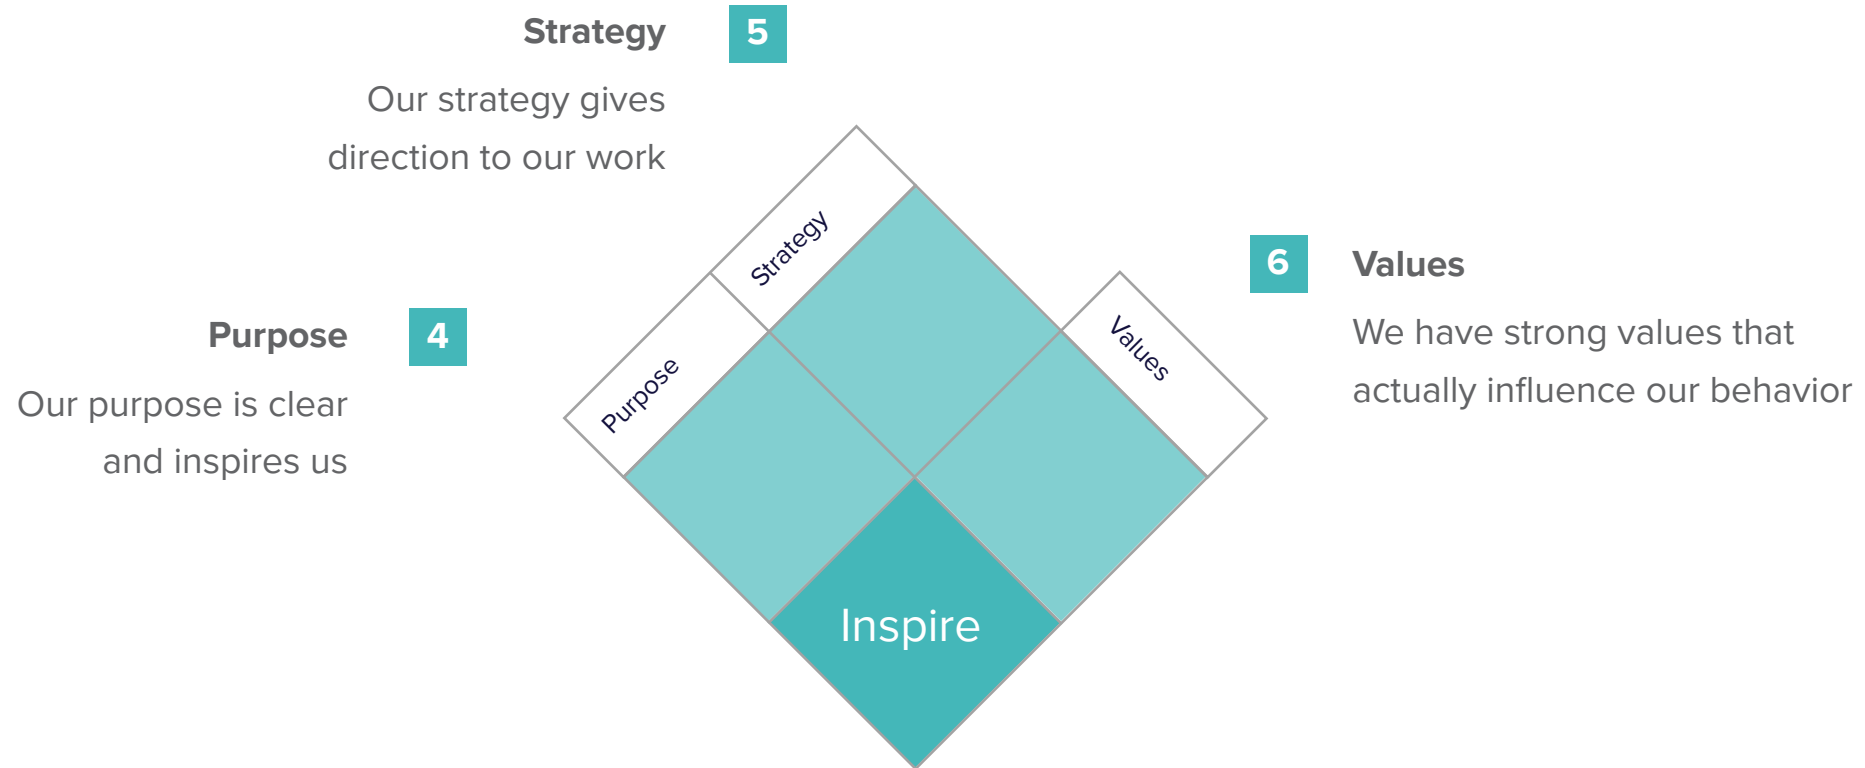 Strategy
5
Our strategy gives
direction to our work
Strategy
6
Values
We have strong values that
actually influence our behavior
Values
Purpose
4
Our purpose is clear
and inspires us
Purpose
Inspire